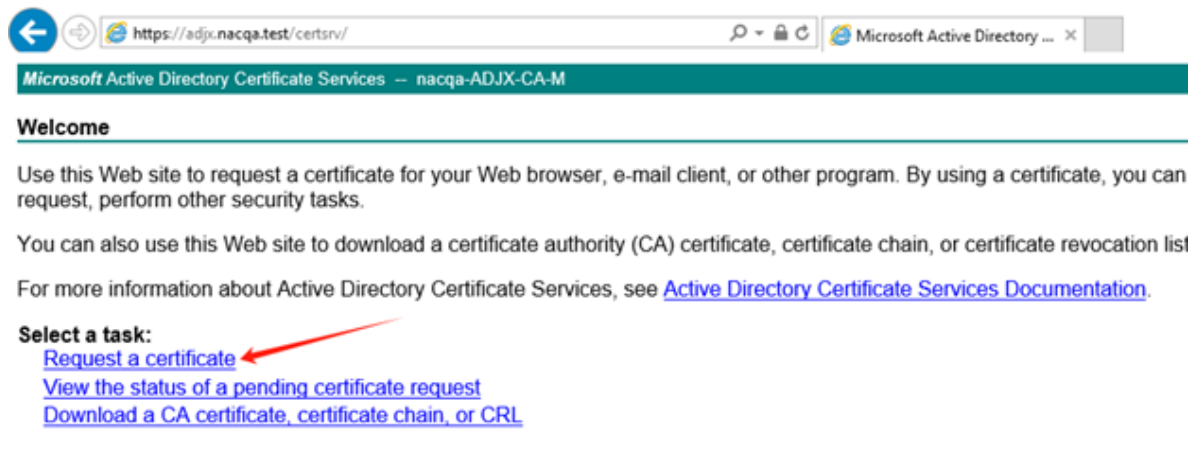 https://adjx.nacqa.test/certsrv/
Microsoft Active Directory ...
Microsoft Active Directory Certificate Services -- nacqa-ADJX-CA-M
Welcome
Use this Web site to request a certificate for your Web browser, e-mail client, or other program. By using a certificate, you can
request, perform other security tasks.
You can also use this Web site to download a certificate authority (CA) certificate, certificate chain, or certificate revocation list
For more information about Active Directory Certificate Services, see Active Directory Certificate Services Documentation.
Select a task:
Request a certificate
View the status of a pending certificate request
Download a CA certificate, certificate chain, or CRL